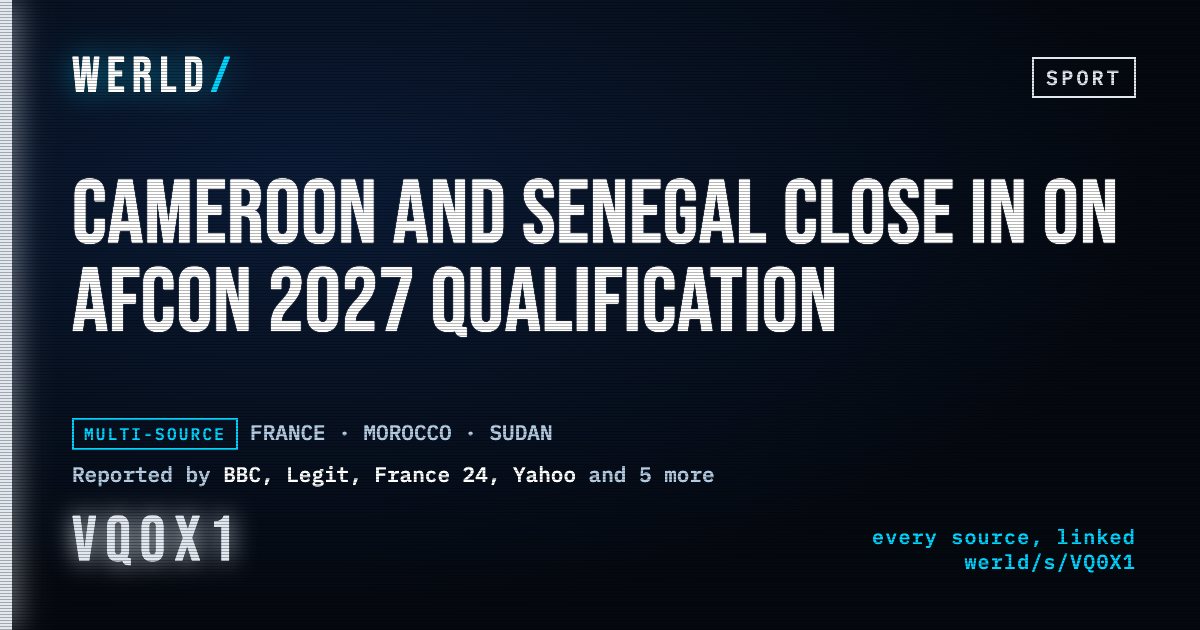 WERLD/
SPORT
CAMEROON AND SENEGAL CLOSE IN ON
AFCON 2027 QUALIFICATION
MULTI-SOURCE FRANCE · MOROCCO · SUDAN
Reported by BBC, Legit, France 24, Yahoo and 5 more
VQ0X1
every source, linked
werld/s/VQ0X1